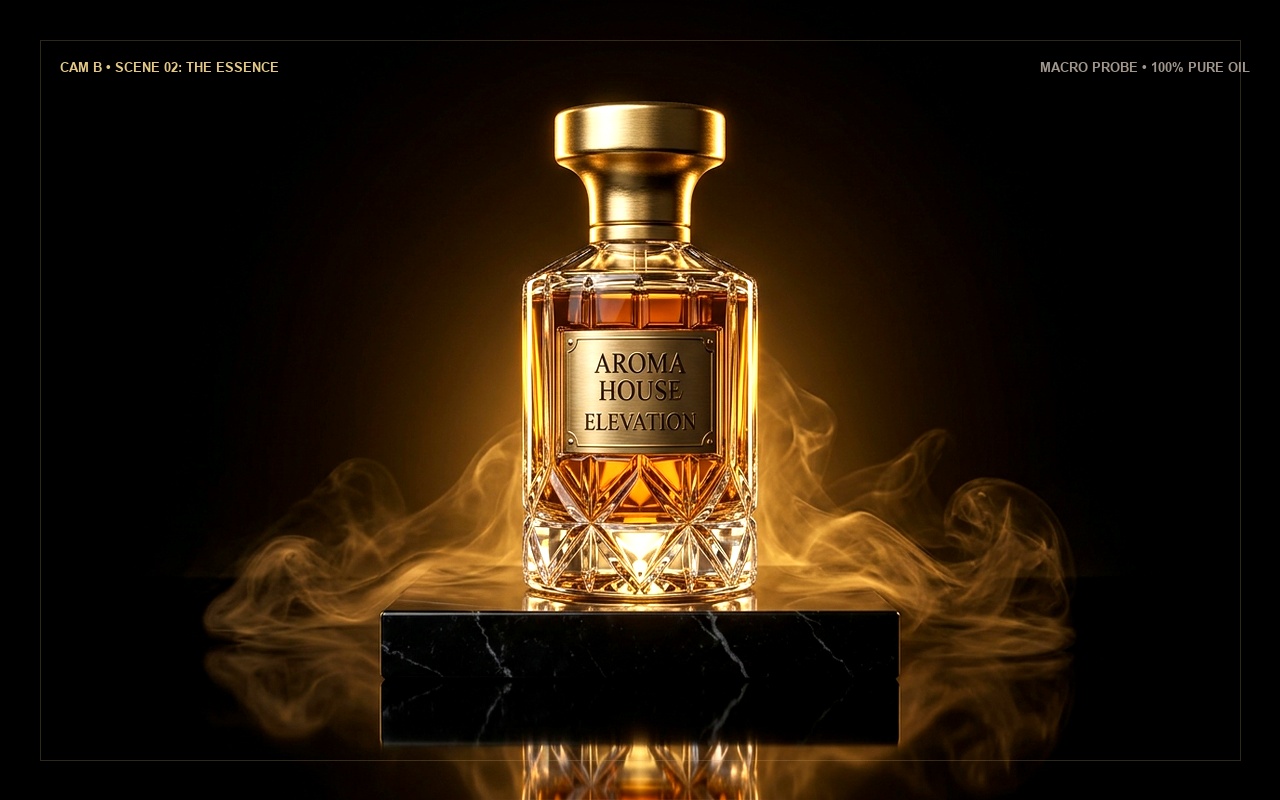 CAM B • SCENE 02: THE ESSENCE
MACRO PROBE • 100% PURE OIL
AROMA
HOUSE
ELEVATION